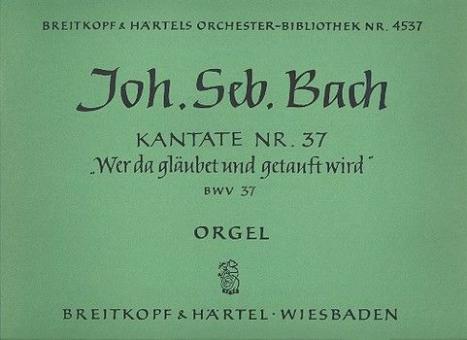 BREITKOPF & HÄRTELS ORCHESTER-BIBLIOTHEK NR. 4537
Joh. Seb. Bach
KANTATE NR. 37
„Wer da gläubet und getauft wird"
BWV 37
ORGEL
BREITKOPF & HÄRTEL · WIESBADEN